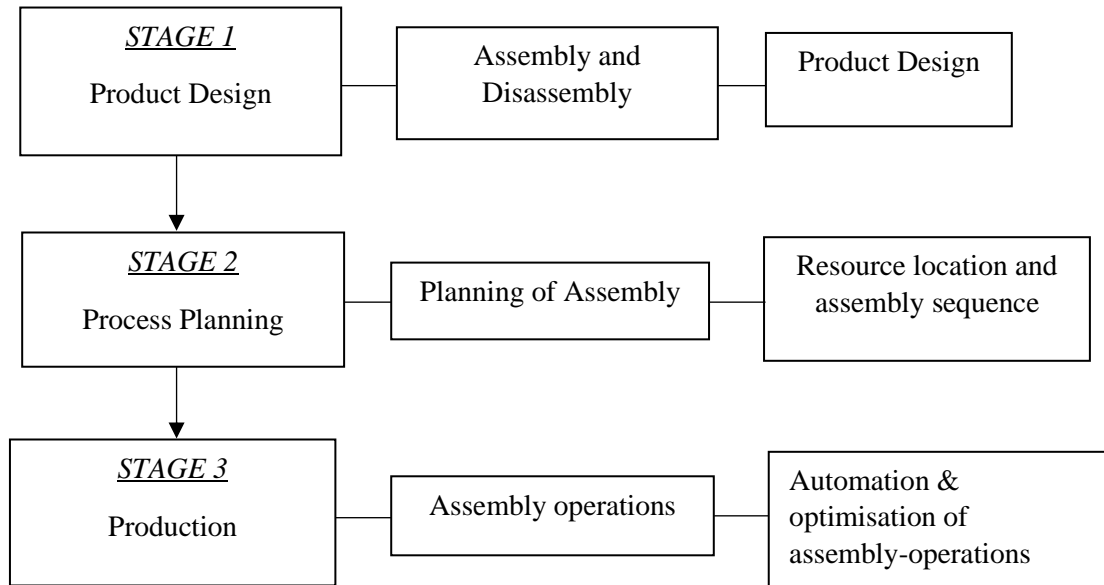 STAGE 1
Product Design
Assembly and
Disassembly
Product Design
STAGE 2
Process Planning
Planning of Assembly
Resource location and
assembly sequence
STAGE 3
Production
Assembly operations
Automation &
optimisation of
assembly-operations